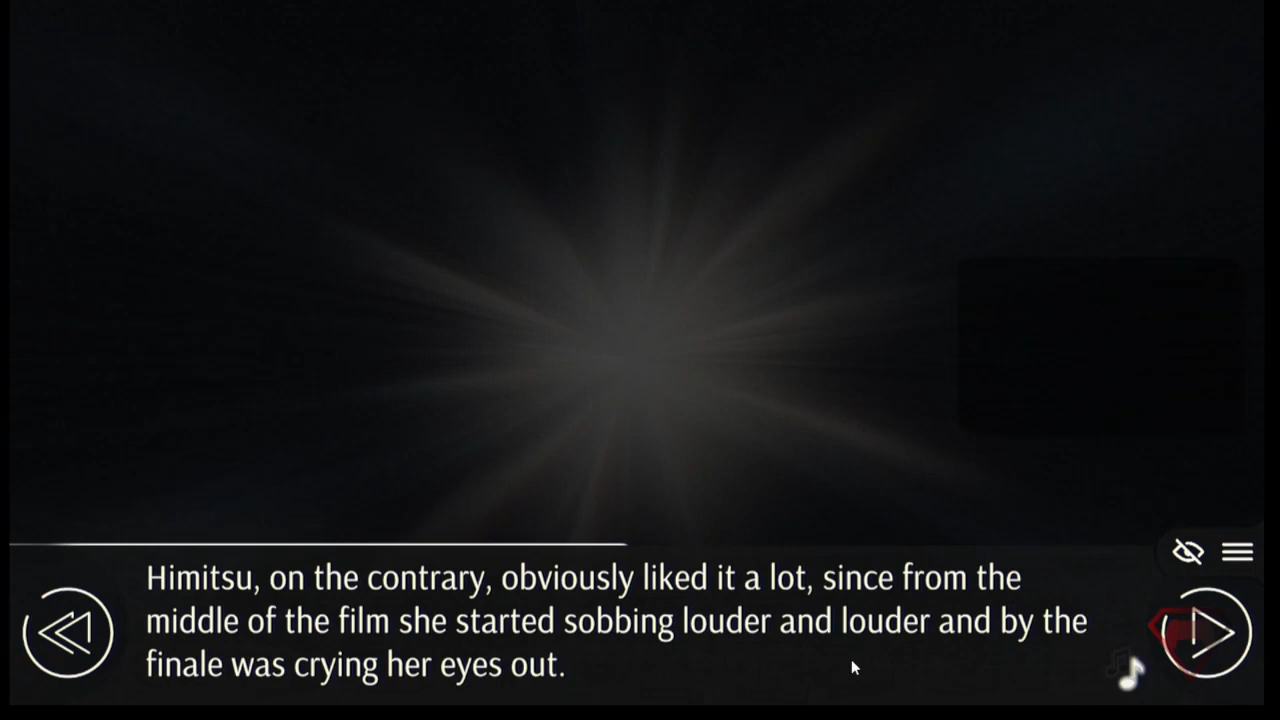 Himitsu, on the contrary, obviously liked it a lot, since from the
middle of the film she started sobbing louder and louder and by the
finale was crying her eyes out.